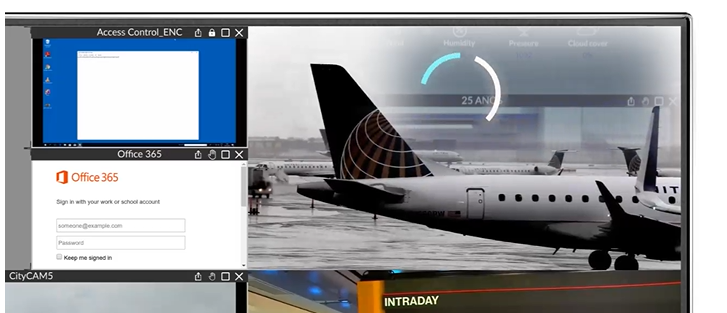 Access Control_ENC
Humidity
Pressure
Cloud cover
25 ANC
Office 365
Office 365
Sign in with your work or school account
someone@example.com
Password
Keep me signed in
CityCAM5
INTRADAY